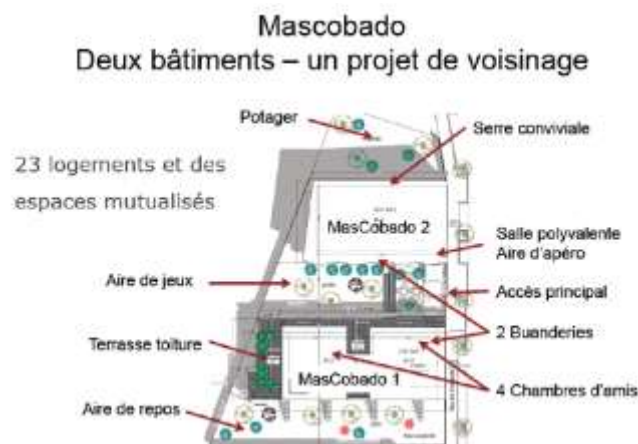 Mascobado
Deux bâtiments – un projet de voisinage
Potager
Serre conviviale
23 logements et des
espaces mutualisés
MasCobado 2
Salle polyvalente
Aire d'apéro
Aire de jeux
Accès principal
2 Buanderies
Terrasse toiture
MasCobado 1
4 Chambres d'amis
Aire de repos